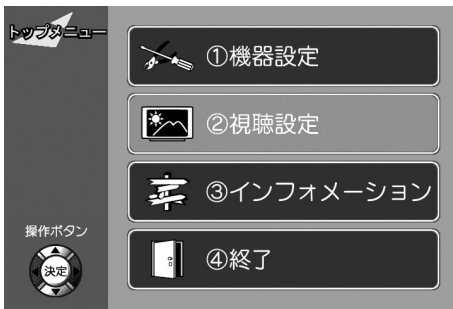 トップメニュー
①機器設定
②視聴設定
③インフォメーション
④終了
操作ボタン
決定